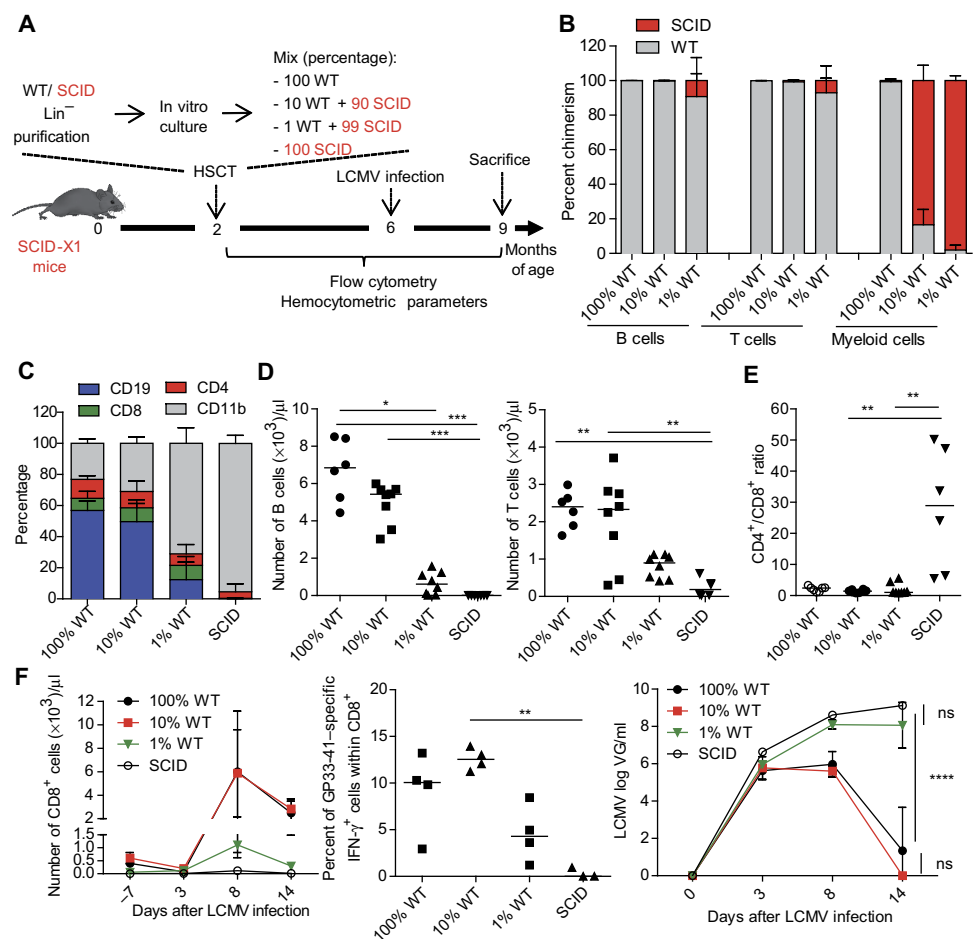 A
WT/ SCID
Lin–
purification
In vitro
culture
Mix (percentage):
- 100 WT
- 10 WT + 90 SCID
- 1 WT + 99 SCID
- 100 SCID
HSCT
LCMV infection
Sacrifice
0
2
6
9
Months
of age
SCID-X1
mice
Flow cytometry
Hemocytometric parameters
B
SCID
WT
Percent chimerism
120
100
80
60
40
20
0
100% WT
10% WT
1% WT
100% WT
10% WT
1% WT
100% WT
10% WT
1% WT
B cells
T cells
Myeloid cells
C
CD19
CD4
CD8
CD11b
Percentage
120
100
80
60
40
20
0
100% WT
10% WT
1% WT
SCID
D
Number of B cells (×10³)/µl
10
8
6
4
2
0
*
***
***
100% WT
10% WT
1% WT
SCID
Number of T cells (×10³)/µl
5
4
3
2
1
0
**
**
100% WT
10% WT
1% WT
SCID
E
CD4+/CD8+ ratio
60
50
40
30
20
10
0
**
**
100% WT
10% WT
1% WT
SCID
F
Number of CD8+ cells (×10³)/µl
12
10
8
6
4
2
1.5
1.0
0.5
0.0
100% WT
10% WT
1% WT
SCID
–7
3
8
14
Days after LCMV infection
Percent of GP33-41–specific
IFN-γ+ cells within CD8+
20
15
10
5
0
**
100% WT
10% WT
1% WT
SCID
LCMV log VG/ml
10
8
6
4
2
0
100% WT
10% WT
1% WT
SCID
ns
****
ns
0
3
8
14
Days after LCMV infection